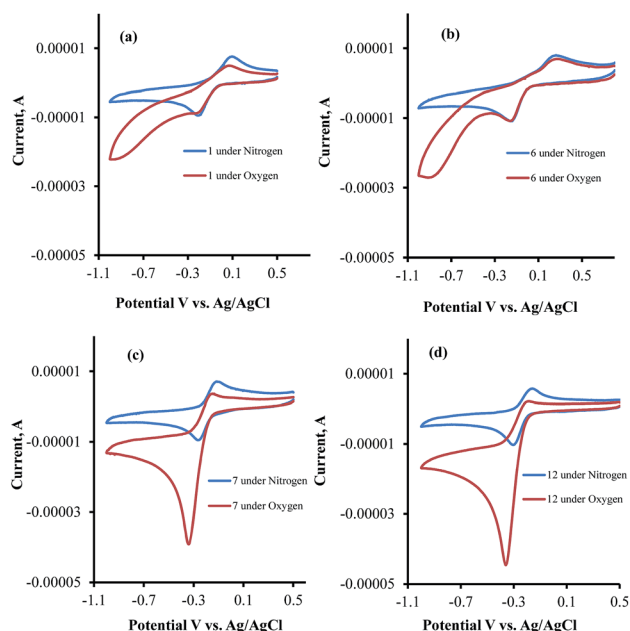 (a)
0.00001
-0.00001
-0.00003
-0.00005
Current, A
1 under Nitrogen
1 under Oxygen
-1.1 -0.7 -0.3 0.1 0.5
Potential V vs. Ag/AgCl
(b)
0.00001
-0.00001
-0.00003
-0.00005
Current, A
6 under Nitrogen
6 under Oxygen
-1.1 -0.7 -0.3 0.1 0.5
Potential V vs. Ag/AgCl
(c)
0.00001
-0.00001
-0.00003
-0.00005
Current, A
7 under Nitrogen
7 under Oxygen
-1.1 -0.7 -0.3 0.1 0.5
Potential V vs. Ag/AgCl
(d)
0.00001
-0.00001
-0.00003
-0.00005
Current, A
12 under Nitrogen
12 under Oxygen
-1.1 -0.7 -0.3 0.1 0.5
Potential V vs. Ag/AgCl